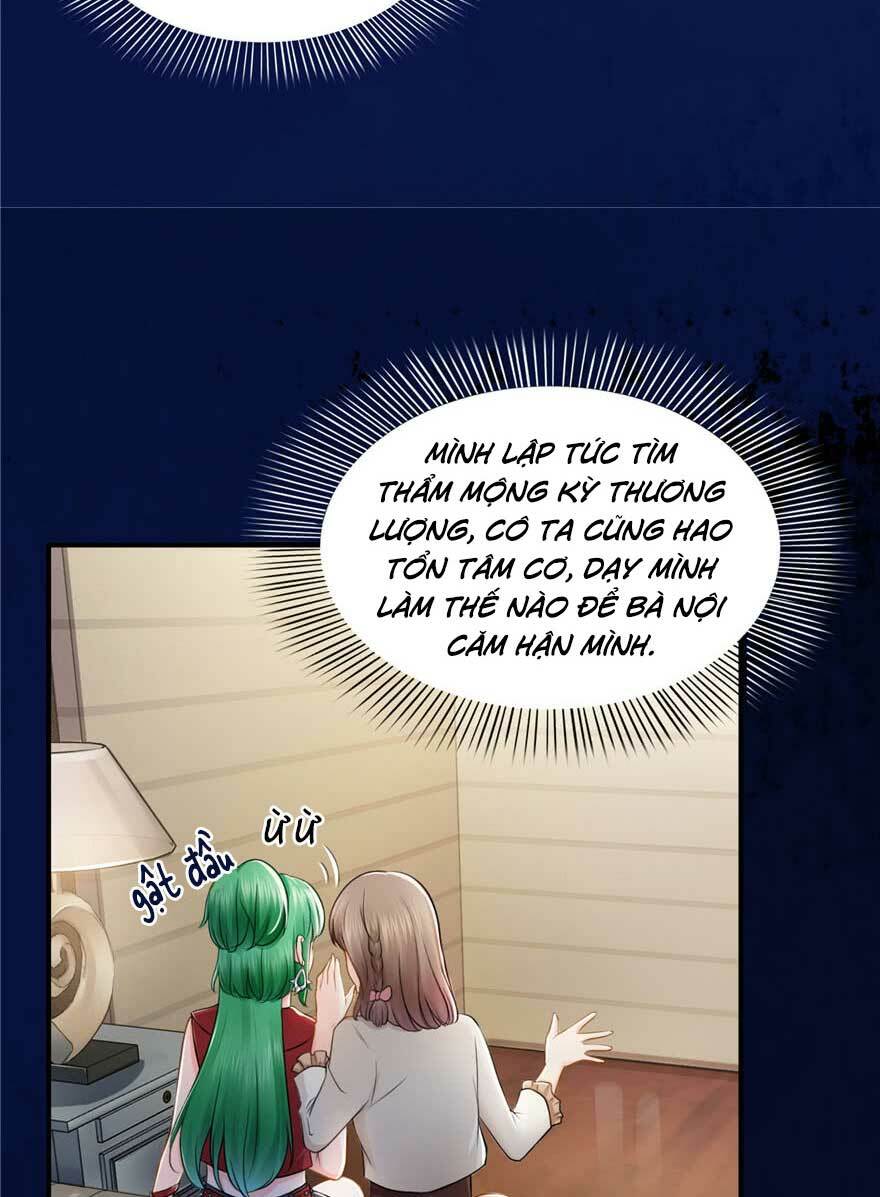 MÌNH LẬP TỨC TÌM
THẨM MỘNG KỲ THƯƠNG
LƯỢNG, CÔ TA CŨNG HAO
TỔN TÂM CƠ, DẠY MÌNH
LÀM THẾ NÀO ĐỂ BÀ NỘI
CĂM HẬN MÌNH.
ừ ừ
gật đầu